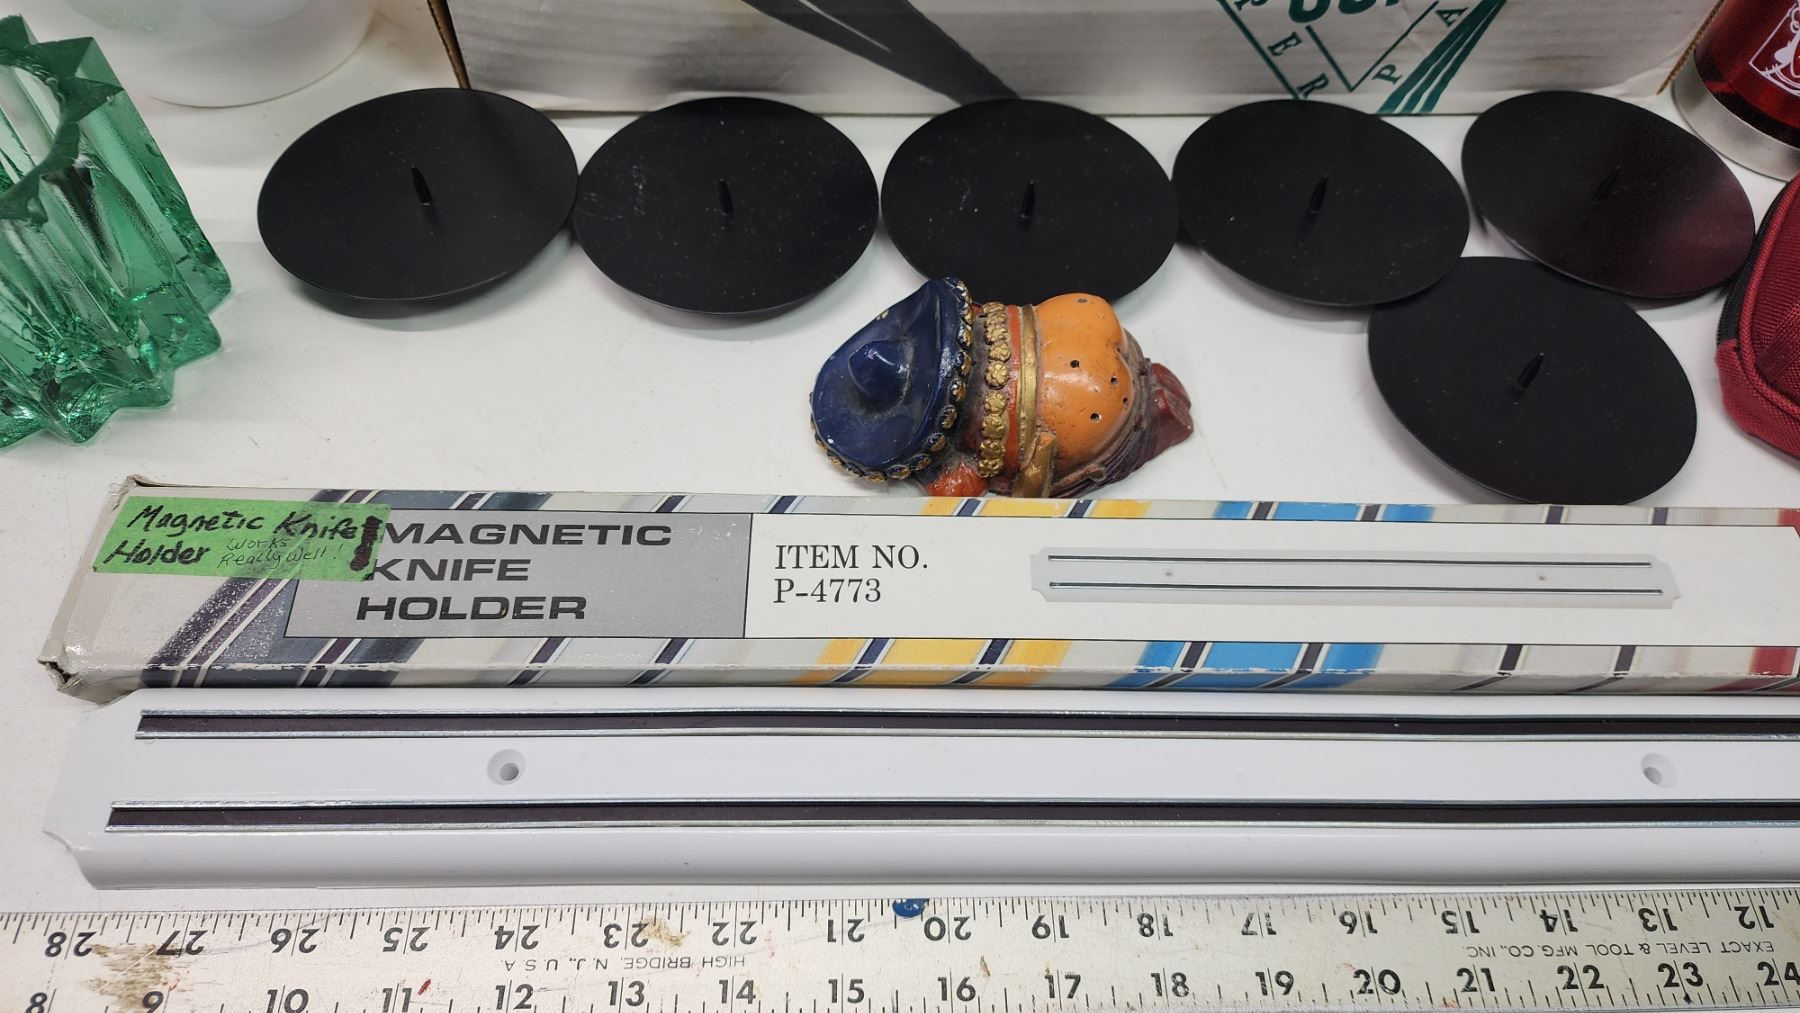 PER PA
Magnetic Knife
Holder works
Really Well!
MAGNETIC
KNIFE
HOLDER
ITEM NO.
P-4773
28 27 26 25 24 23 22 21 20 19 18 17 16 15 14 13 12
HIGH BRIDGE, N.J., U.S.A.
EXACT LEVEL & TOOL MFG CO., INC.
8 9 10 11 12 13 14 15 16 17 18 19 20 21 22 23 24